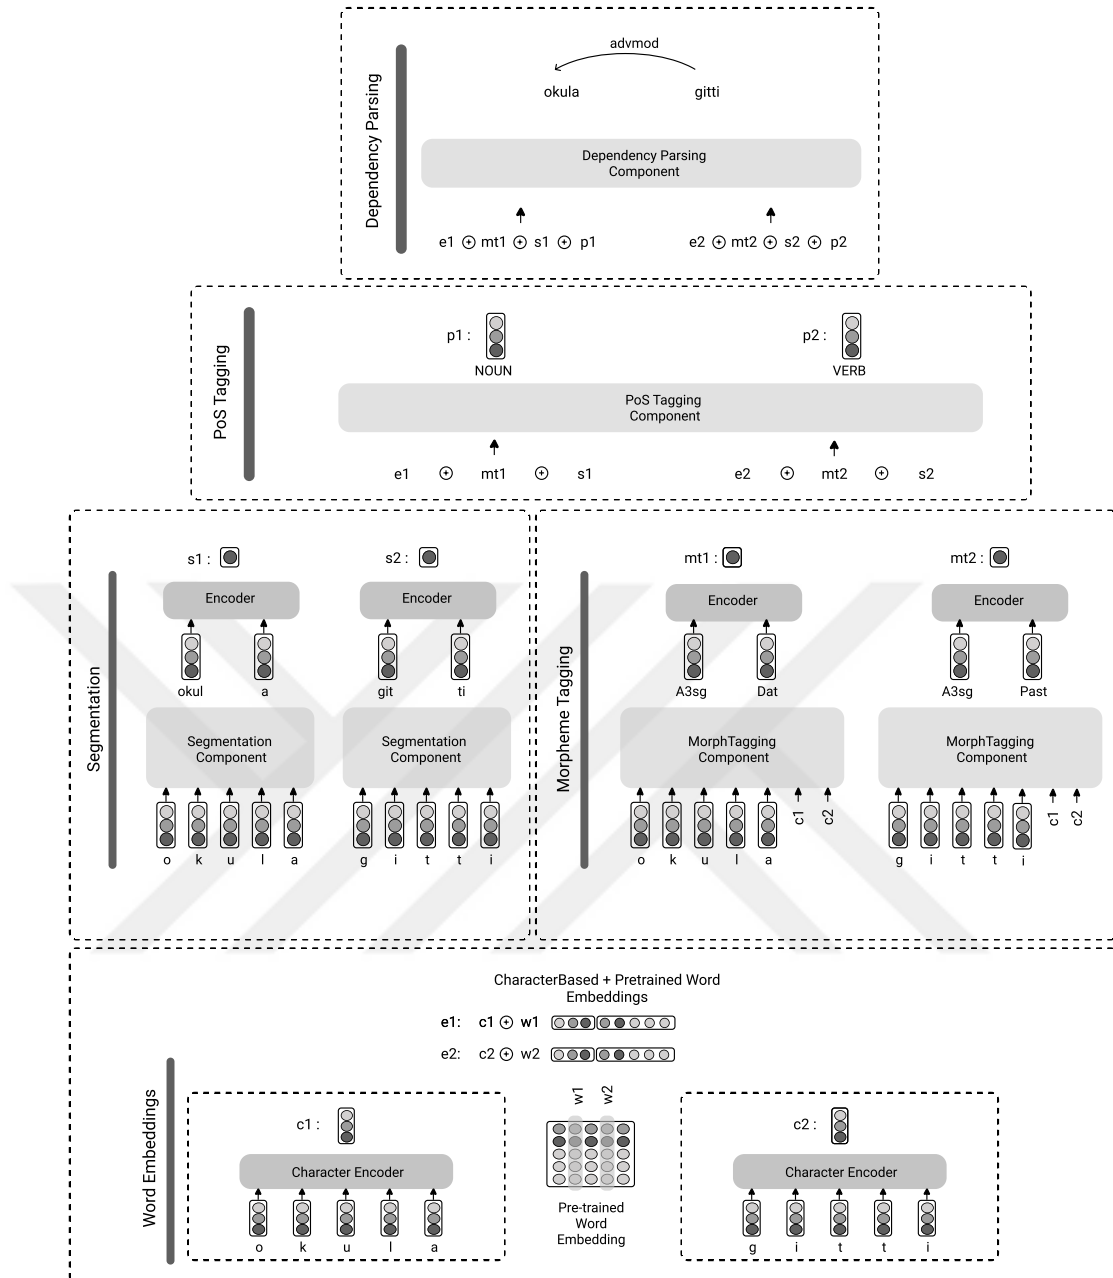 Dependency Parsing
advmod
okula gitti
Dependency Parsing
Component
e1 ⊕ mt1 ⊕ s1 ⊕ p1 e2 ⊕ mt2 ⊕ s2 ⊕ p2
PoS Tagging
p1 : p2 :
NOUN VERB
PoS Tagging
Component
e1 ⊕ mt1 ⊕ s1 e2 ⊕ mt2 ⊕ s2
Segmentation
s1 : s2 :
Encoder Encoder
okul a git ti
Segmentation
Component
Segmentation
Component
o k u l a g i t t i
Morpheme Tagging
mt1 : mt2 :
Encoder Encoder
A3sg Dat A3sg Past
MorphTagging
Component
MorphTagging
Component
c1 c2 c1 c2
o k u l a g i t t i
Word Embeddings
CharacterBased + Pretrained Word
Embeddings
e1: c1 ⊕ w1
e2: c2 ⊕ w2
w1 w2
c1 : c2 :
Character Encoder Character Encoder
Pre-trained
Word
Embedding
o k u l a g i t t i